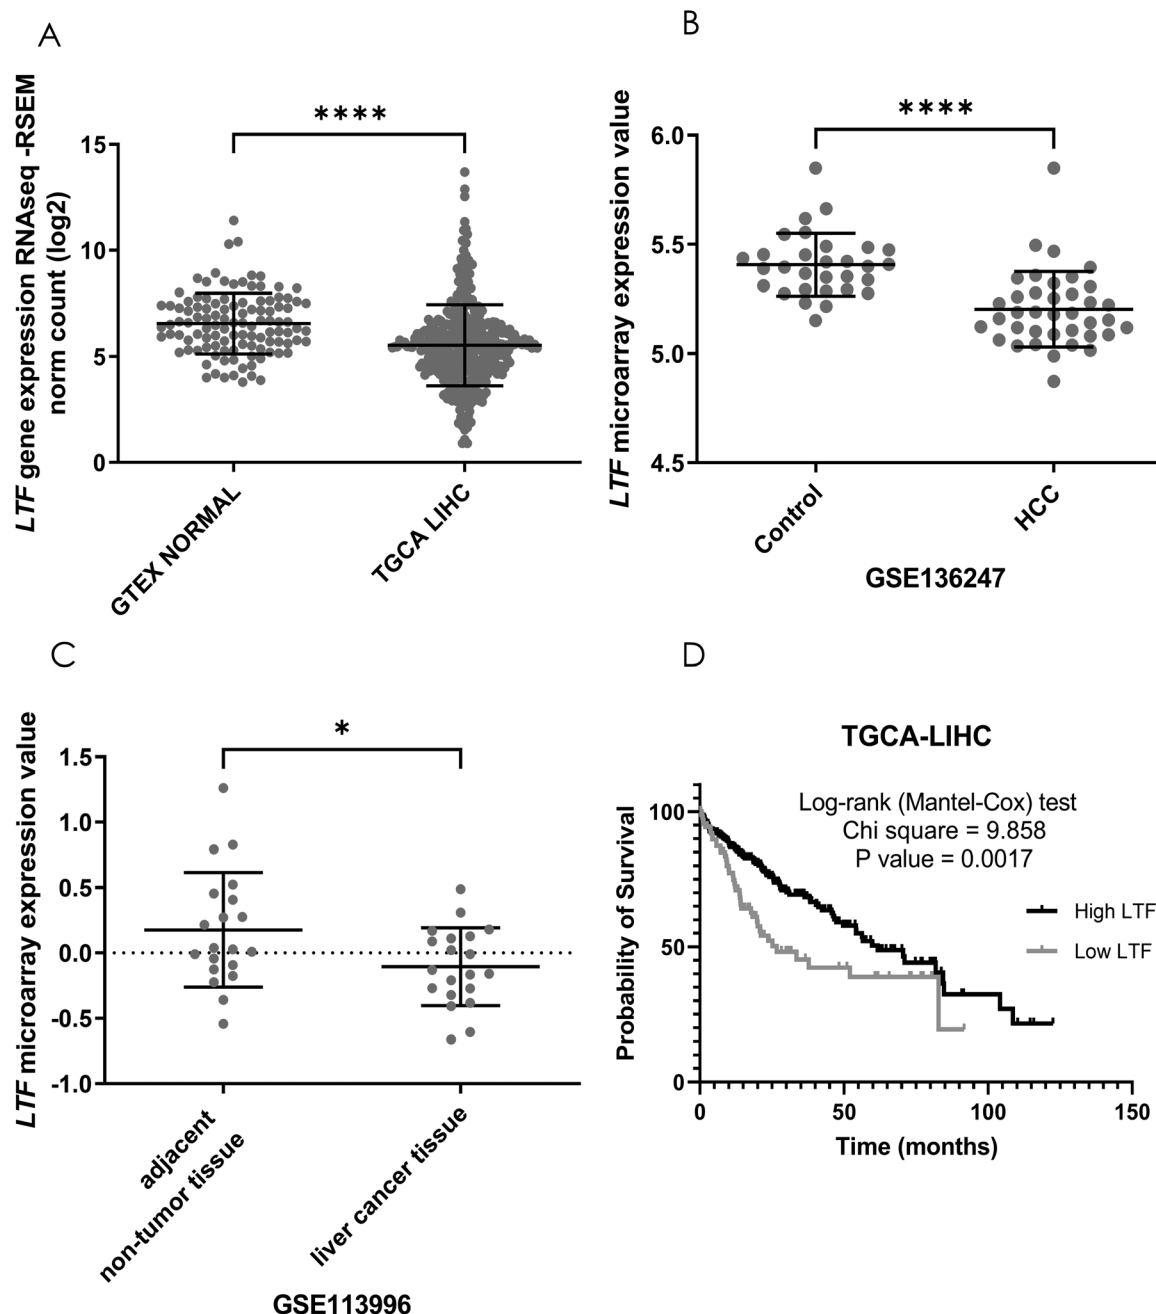 A
LTF gene expression RNAseq -RSEM
norm count (log2)
****
15
10
5
0
GTEX NORMAL
TGCA LIHC
B
LTF microarray expression value
****
6.0
5.5
5.0
4.5
Control
HCC
GSE136247
C
LTF microarray expression value
*
1.5
1.0
0.5
0.0
-0.5
-1.0
adjacent
non-tumor tissue
liver cancer tissue
GSE113996
D
TGCA-LIHC
Probability of Survival
Log-rank (Mantel-Cox) test
Chi square = 9.858
P value = 0.0017
High LTF
Low LTF
100
50
0
0
50
100
150
Time (months)